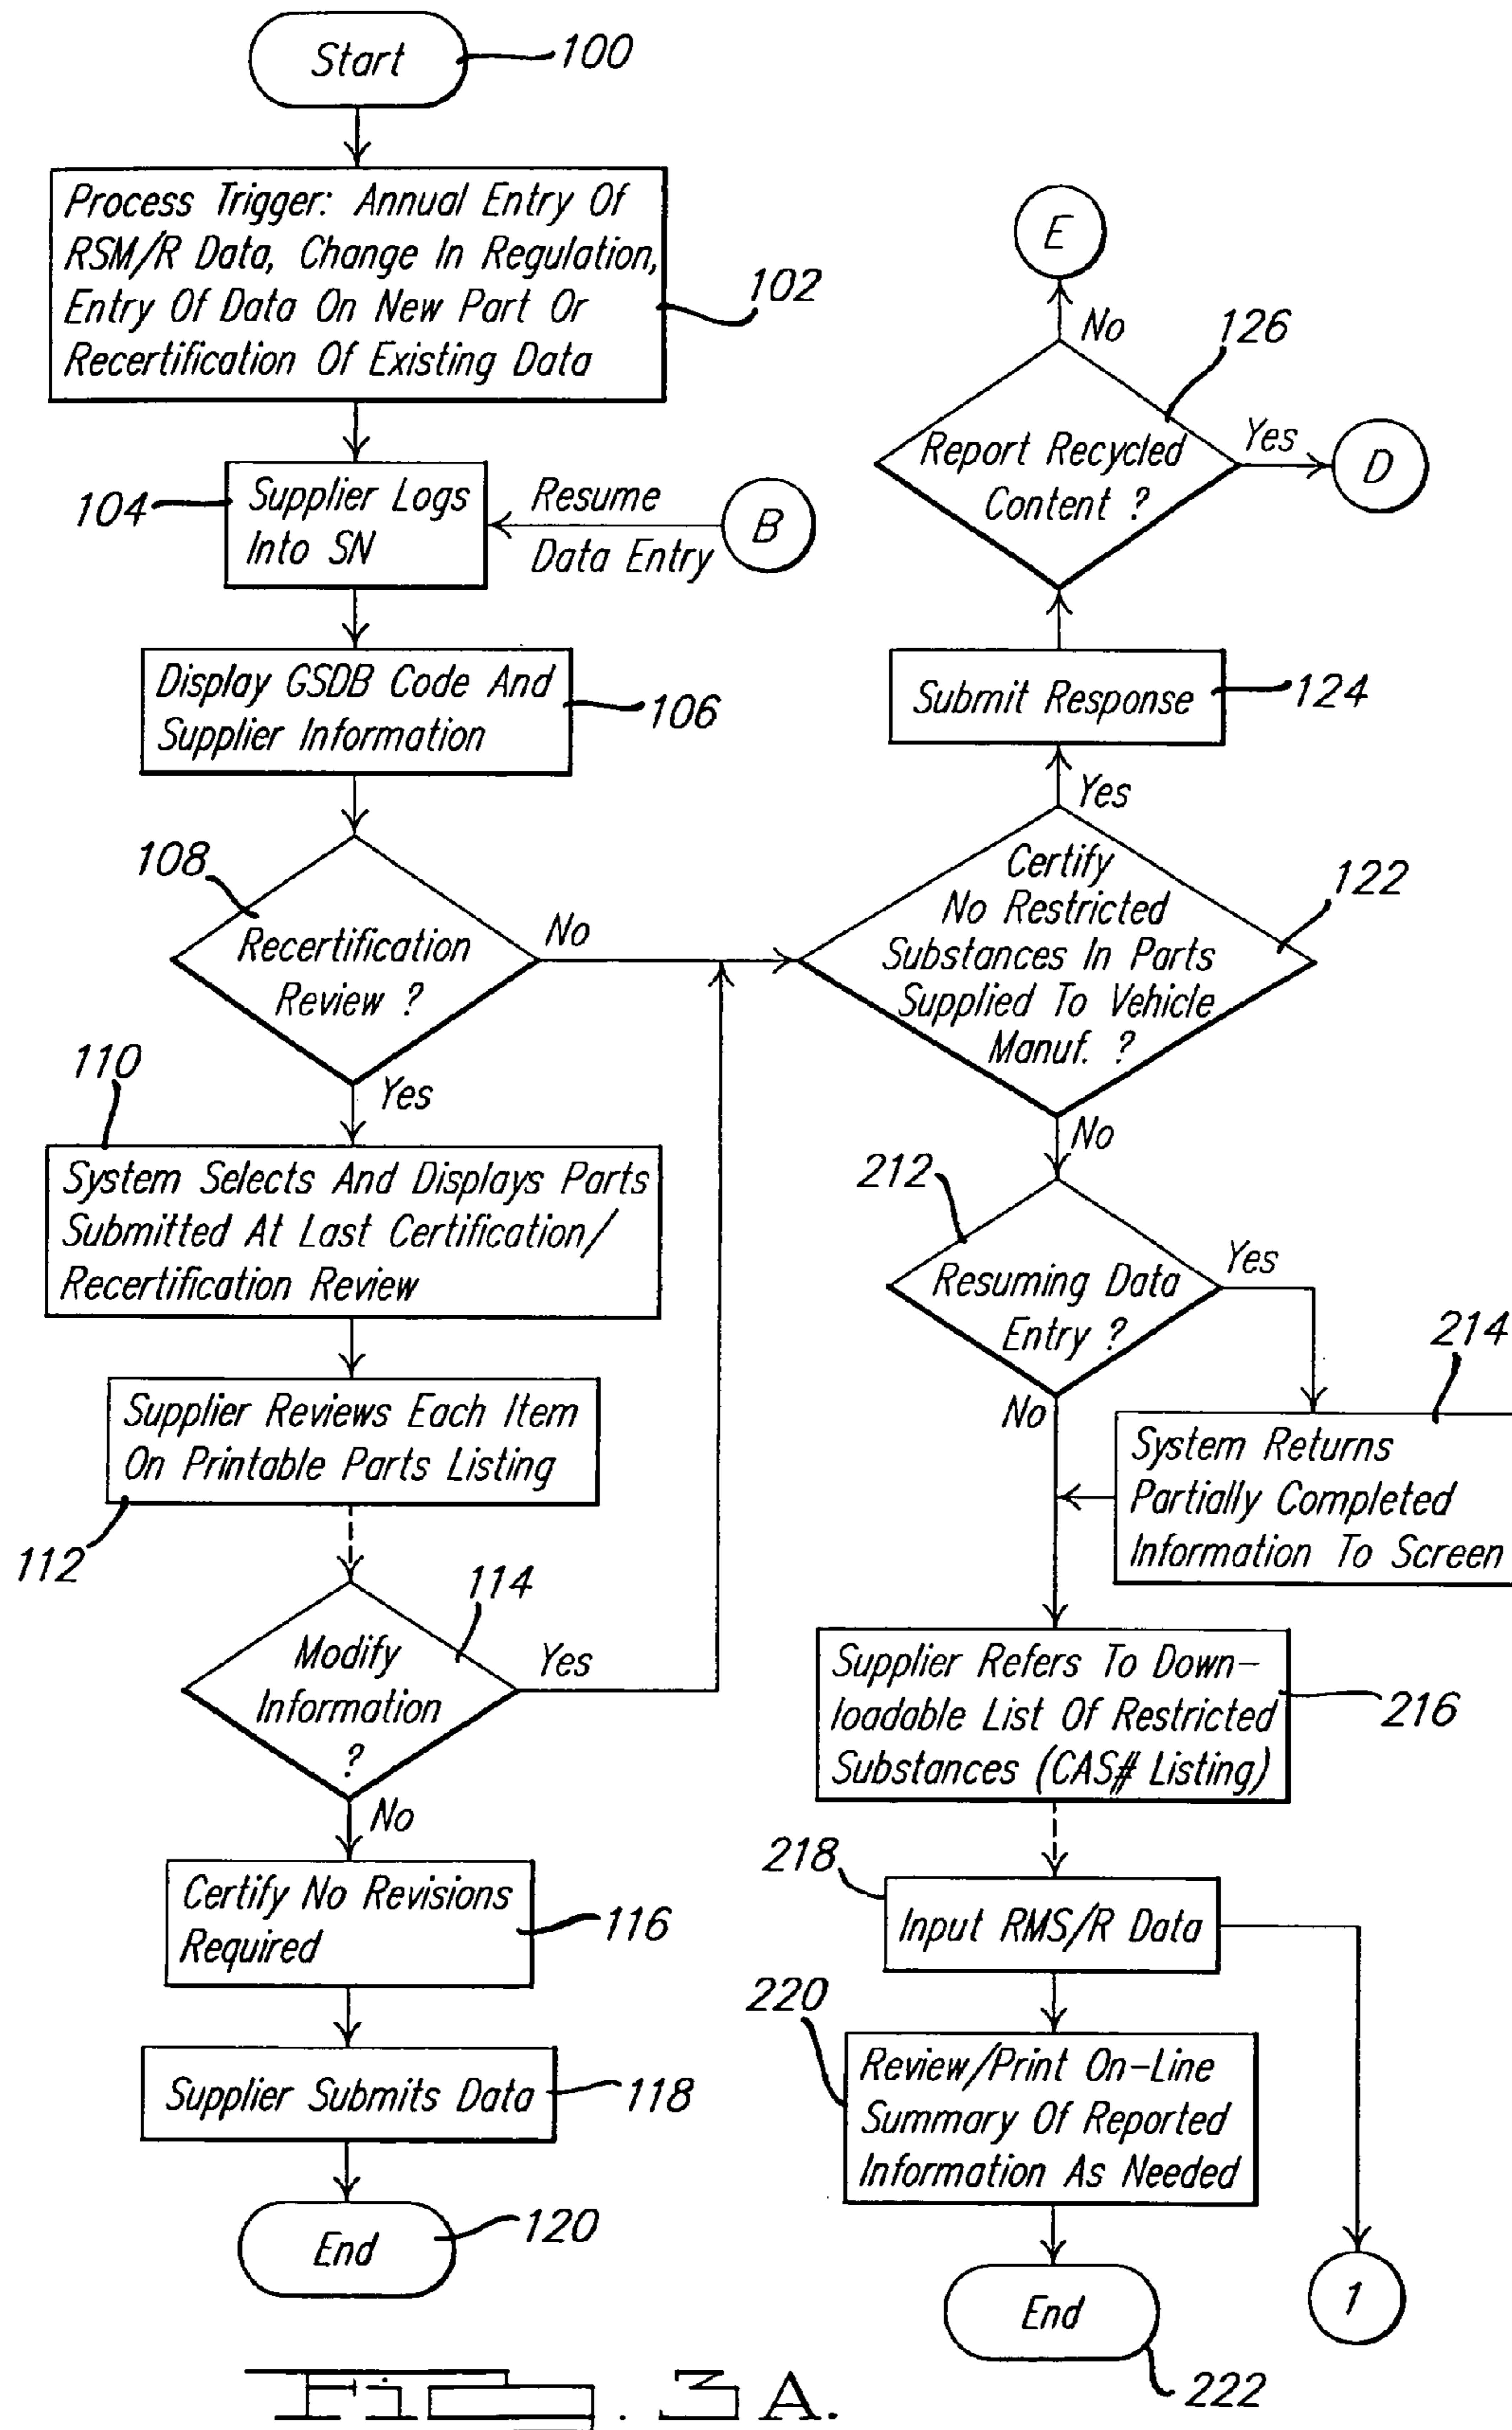 Start
100
Process Trigger: Annual Entry Of
RSM/R Data, Change In Regulation,
Entry Of Data On New Part Or
Recertification Of Existing Data
102
104
Supplier Logs
Into SN
Resume
Data Entry
B
Display GSDB Code And
Supplier Information
106
108
Recertification
Review ?
No
Yes
110
System Selects And Displays Parts
Submitted At Last Certification/
Recertification Review
Supplier Reviews Each Item
On Printable Parts Listing
112
114
Modify
Information
?
Yes
No
Certify No Revisions
Required
116
Supplier Submits Data
118
End
120
E
No
126
Report Recycled
Content ?
Yes
D
Submit Response
124
Yes
Certify
No Restricted
Substances In Parts
Supplied To Vehicle
Manuf. ?
122
No
212
Resuming Data
Entry ?
Yes
No
214
System Returns
Partially Completed
Information To Screen
Supplier Refers To Down-
loadable List Of Restricted
Substances (CAS# Listing)
216
218
Input RMS/R Data
220
Review/Print On-Line
Summary Of Reported
Information As Needed
End
222
1
FIG. 3A.